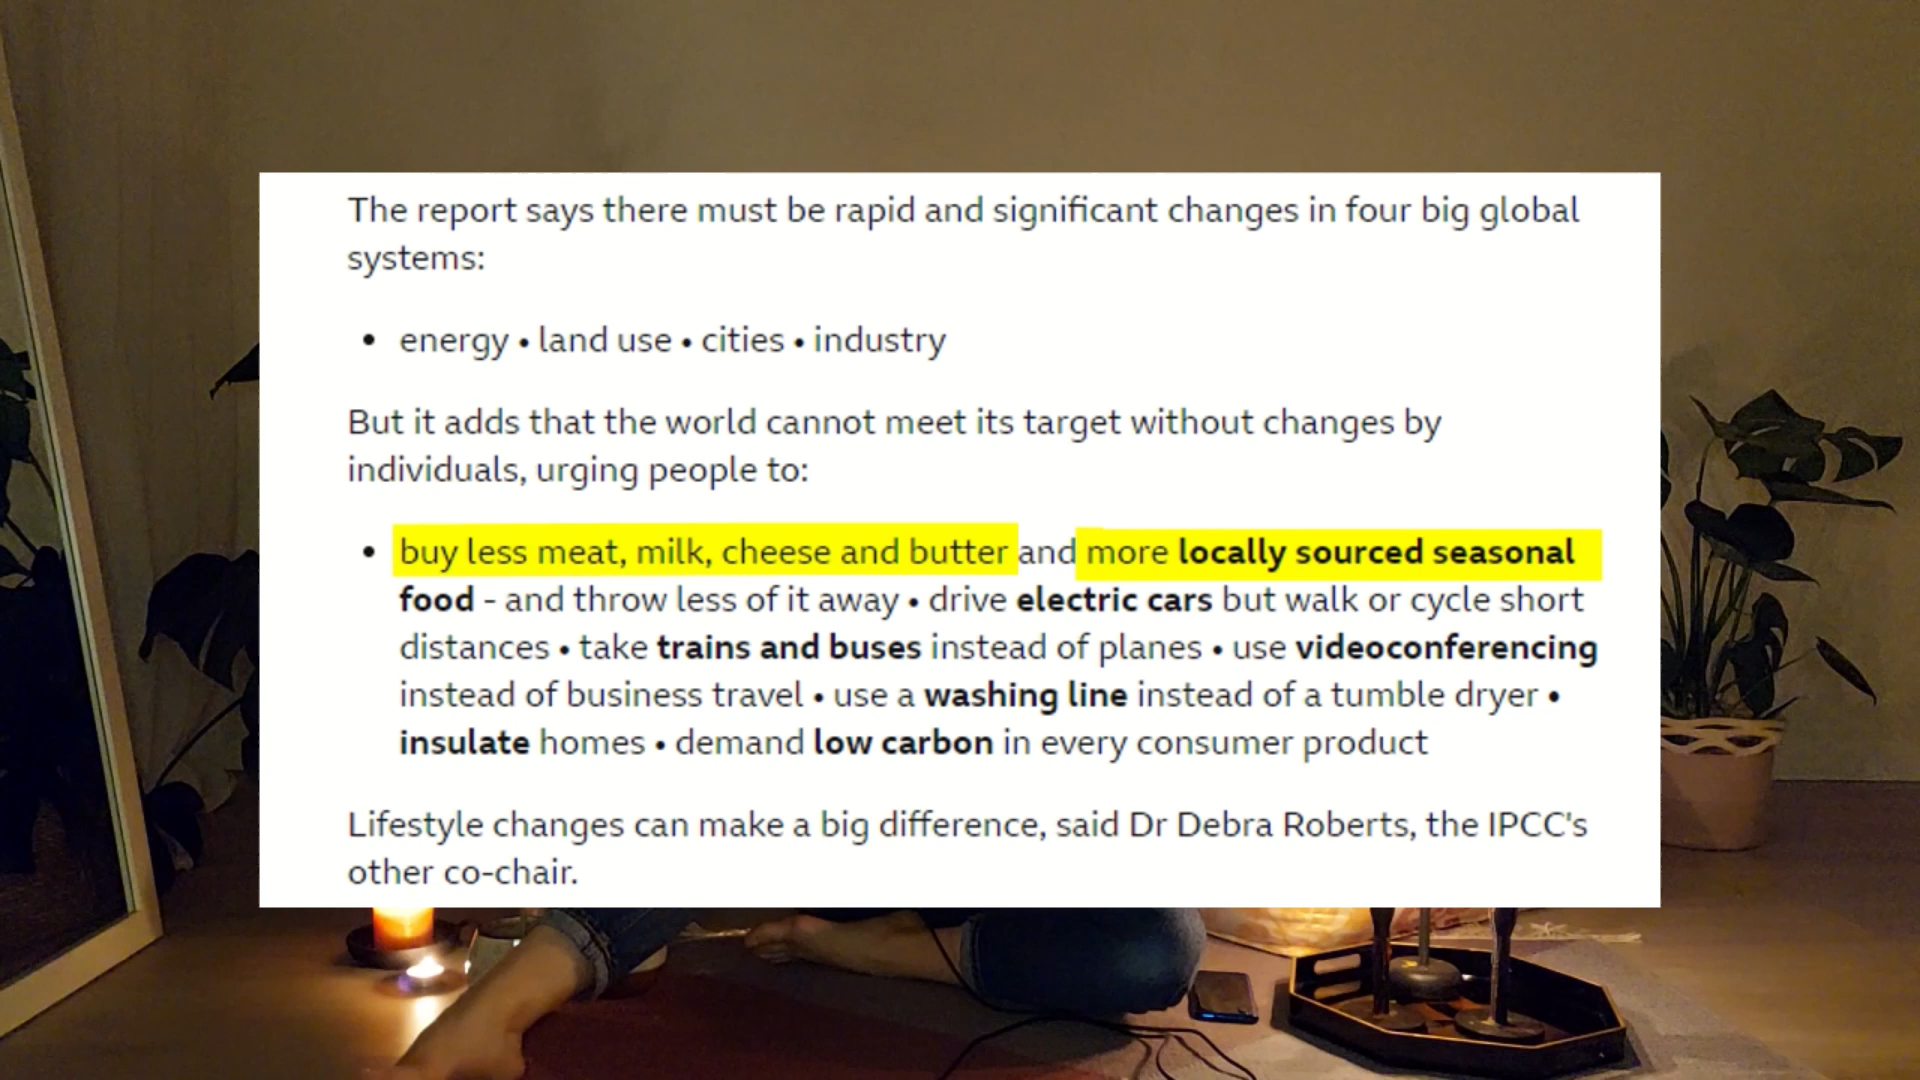 The report says there must be rapid and significant changes in four big global
systems:
• energy • land use • cities • industry
But it adds that the world cannot meet its target without changes by
individuals, urging people to:
• buy less meat, milk, cheese and butter and more locally sourced seasonal
food - and throw less of it away • drive electric cars but walk or cycle short
distances • take trains and buses instead of planes • use videoconferencing
instead of business travel • use a washing line instead of a tumble dryer •
insulate homes • demand low carbon in every consumer product
Lifestyle changes can make a big difference, said Dr Debra Roberts, the IPCC's
other co-chair.